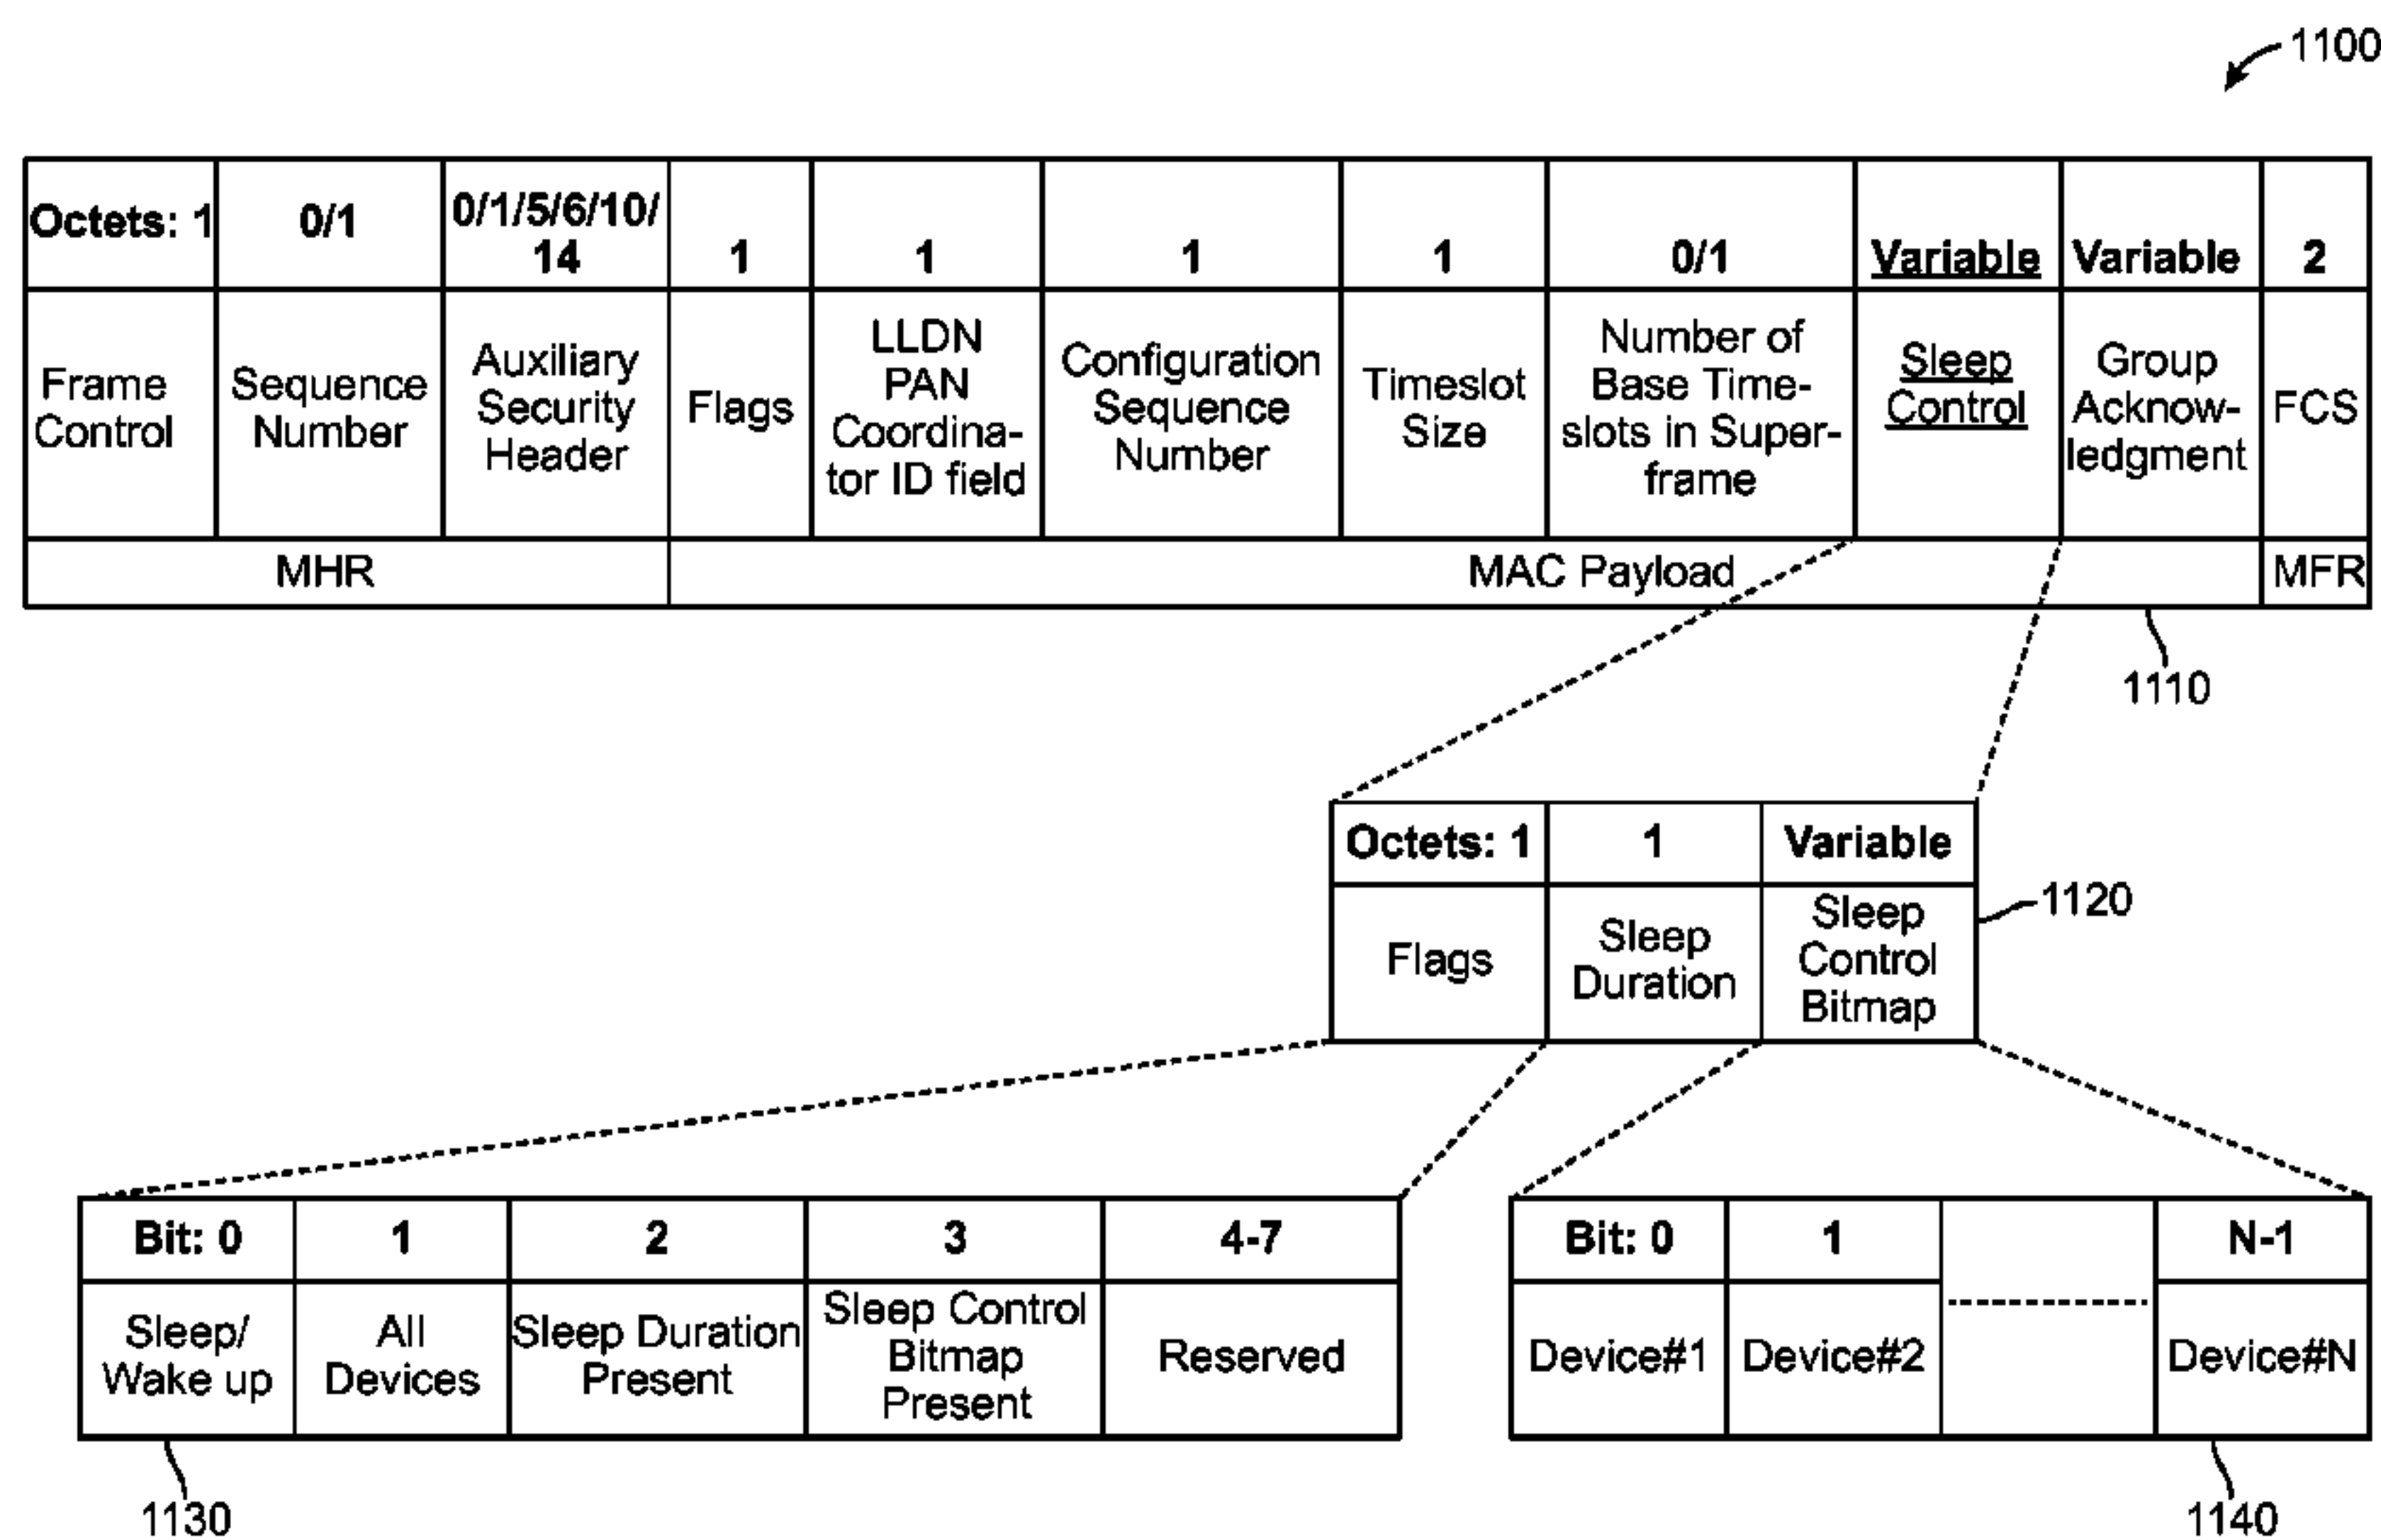 1100
Octets: 1
0/1
0/1/5/6/10/
14
1
1
1
1
0/1
Variable
Variable
2
Frame
Control
Sequence
Number
Auxiliary
Security
Header
Flags
LLDN
PAN
Coordina-
tor ID field
Configuration
Sequence
Number
Timeslot
Size
Number of
Base Time-
slots in Super-
frame
Sleep
Control
Group
Acknow-
ledgment
FCS
MHR
MAC Payload
MFR
1110
Octets: 1
1
Variable
Flags
Sleep
Duration
Sleep
Control
Bitmap
1120
Bit: 0
1
2
3
4-7
Sleep/
Wake up
All
Devices
Sleep Duration
Present
Sleep Control
Bitmap
Present
Reserved
1130
Bit: 0
1
N-1
Device#1
Device#2
Device#N
1140